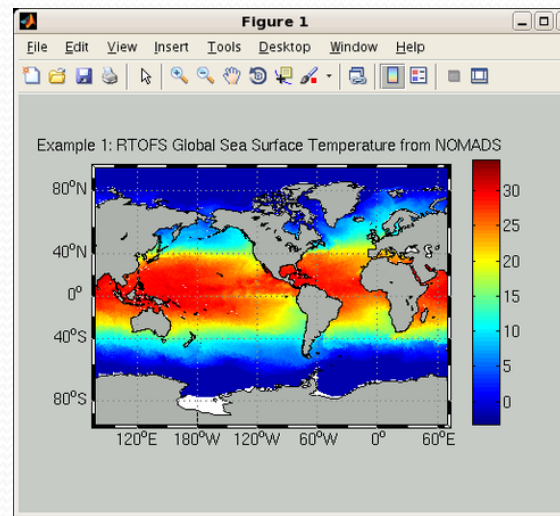 Figure 1
File Edit View Insert Tools Desktop Window Help
Example 1: RTOFS Global Sea Surface Temperature from NOMADS
80°N
40°N
0°
40°S
80°S
120°E 180°W 120°W 60°W 0° 60°E
30
25
20
15
10
5
0